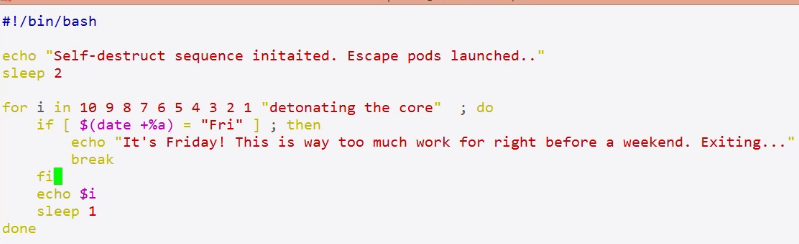 #!/bin/bash
echo "Self-destruct sequence initaited. Escape pods launched.."
sleep 2
for i in 10 9 8 7 6 5 4 3 2 1 "detonating the core"  ; do
    if [ $(date +%a) = "Fri" ] ; then
        echo "It's Friday! This is way too much work for right before a weekend. Exiting..."
        break
    fi
    echo $i
    sleep 1
done